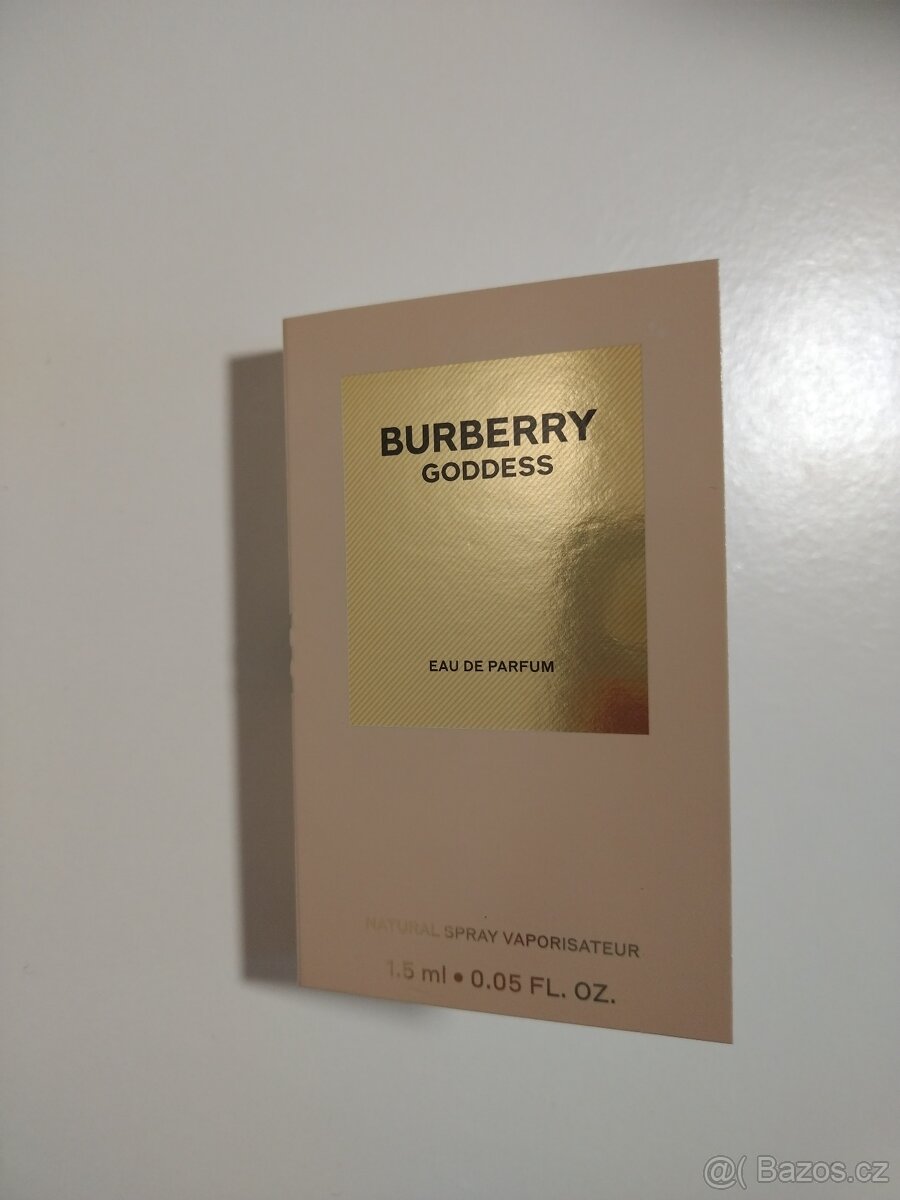 BURBERRY
GODDESS
EAU DE PARFUM
NATURAL SPRAY VAPORISATEUR
1.5 ml • 0.05 FL. OZ.
@( Bazos.cz